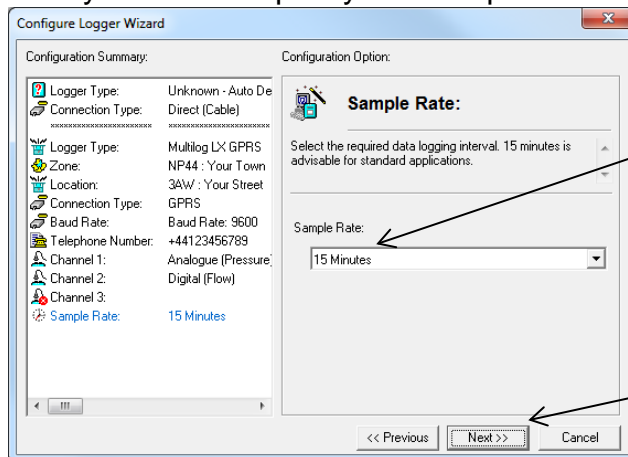 Configure Logger Wizard
Configuration Summary:
Logger Type: Unknown - Auto De
Connection Type: Direct (Cable)
xxxxxxxxxxxxxxxxxxxx xxxxxxxxxxxxxxxxxxxx
Logger Type: Multilog LX GPRS
Zone: NP44 : Your Town
Location: 3AW : Your Street
Connection Type: GPRS
Baud Rate: Baud Rate: 9600
Telephone Number: +44123456789
Channel 1: Analogue (Pressure)
Channel 2: Digital (Flow)
Channel 3:
Sample Rate: 15 Minutes
Configuration Option:
Sample Rate:
Select the required data logging interval. 15 minutes is
advisable for standard applications.
Sample Rate:
15 Minutes
<< Previous
Next >>
Cancel